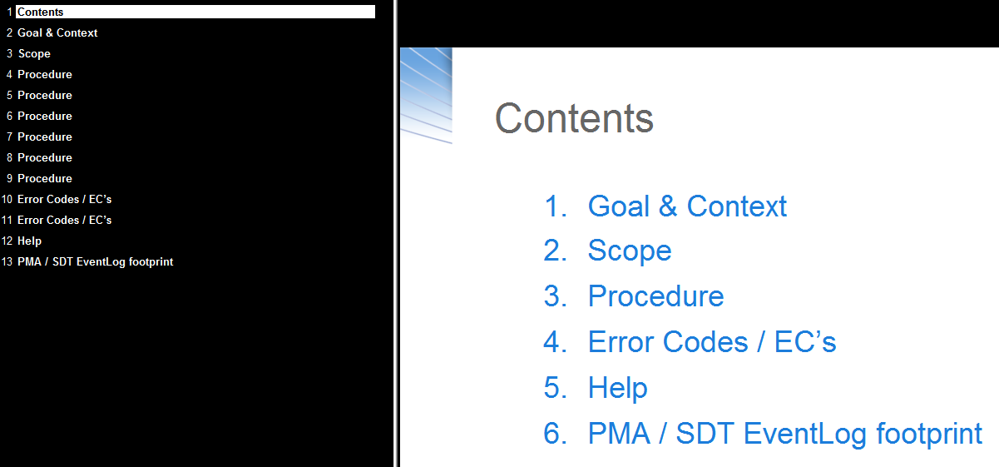 1 Contents
2 Goal & Context
3 Scope
4 Procedure
5 Procedure
6 Procedure
7 Procedure
8 Procedure
9 Procedure
10 Error Codes / EC’s
11 Error Codes / EC’s
12 Help
13 PMA / SDT EventLog footprint
Contents
1. Goal & Context
2. Scope
3. Procedure
4. Error Codes / EC’s
5. Help
6. PMA / SDT EventLog footprint